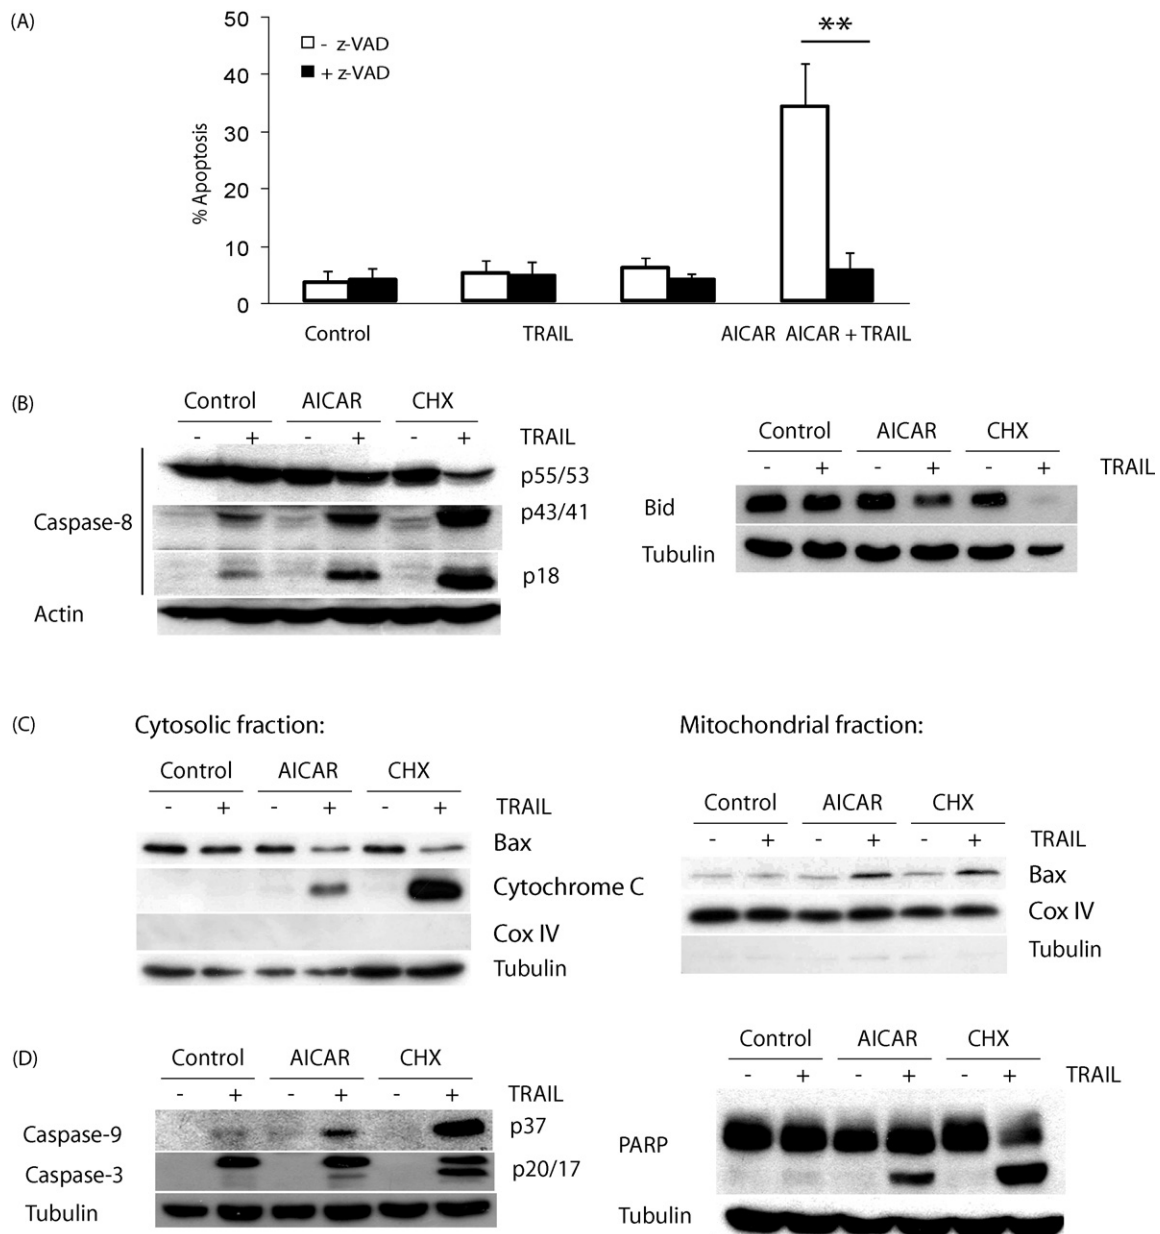 (A)
50
40
30
20
10
0
% Apoptosis
- z-VAD
+ z-VAD
**
Control TRAIL AICAR AICAR + TRAIL
(B)
Control AICAR CHX
- + - + - + TRAIL
Caspase-8
p55/53
p43/41
p18
Actin
Control AICAR CHX
- + - + - + TRAIL
Bid
Tubulin
(C)
Cytosolic fraction:
Control AICAR CHX
- + - + - + TRAIL
Bax
Cytochrome C
Cox IV
Tubulin
Mitochondrial fraction:
Control AICAR CHX
- + - + - + TRAIL
Bax
Cox IV
Tubulin
(D)
Control AICAR CHX
- + - + - + TRAIL
Caspase-9 p37
Caspase-3 p20/17
Tubulin
Control AICAR CHX
- + - + - + TRAIL
PARP
Tubulin